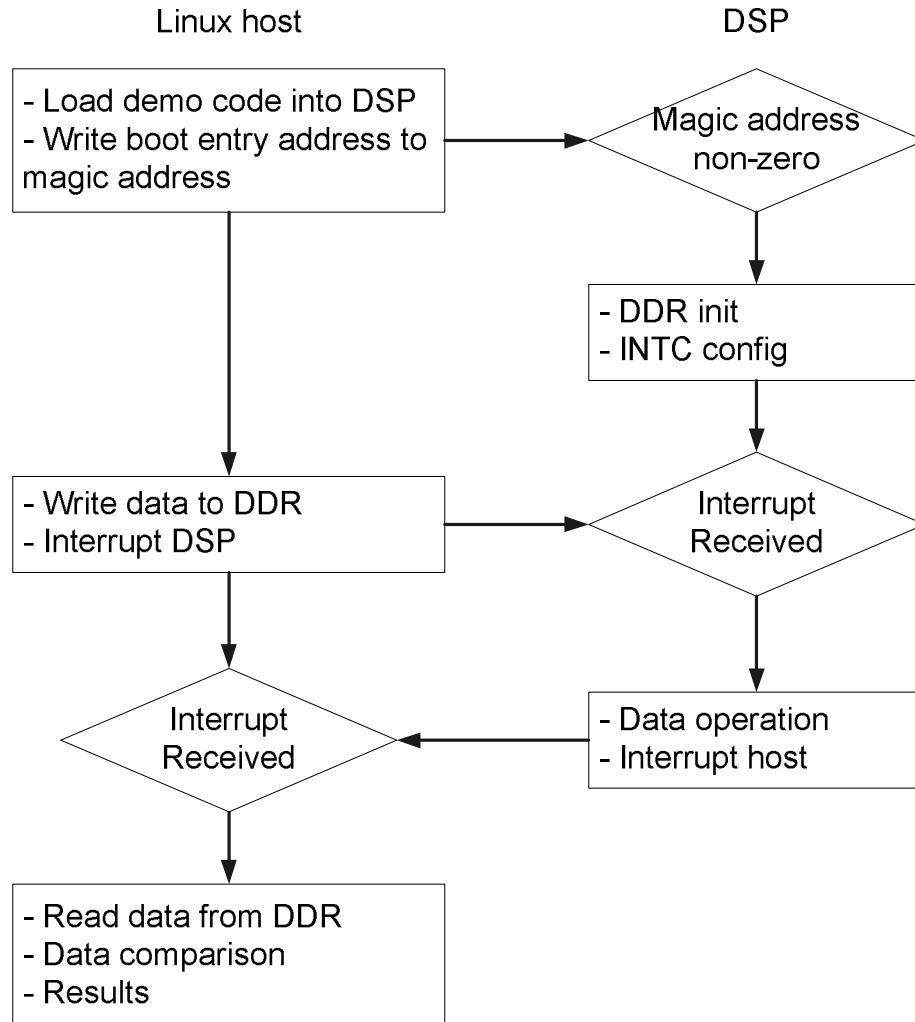 Linux host
DSP
- Load demo code into DSP
- Write boot entry address to
magic address
Magic address
non-zero
- DDR init
- INTC config
- Write data to DDR
- Interrupt DSP
Interrupt
Received
Interrupt
Received
- Data operation
- Interrupt host
- Read data from DDR
- Data comparison
- Results